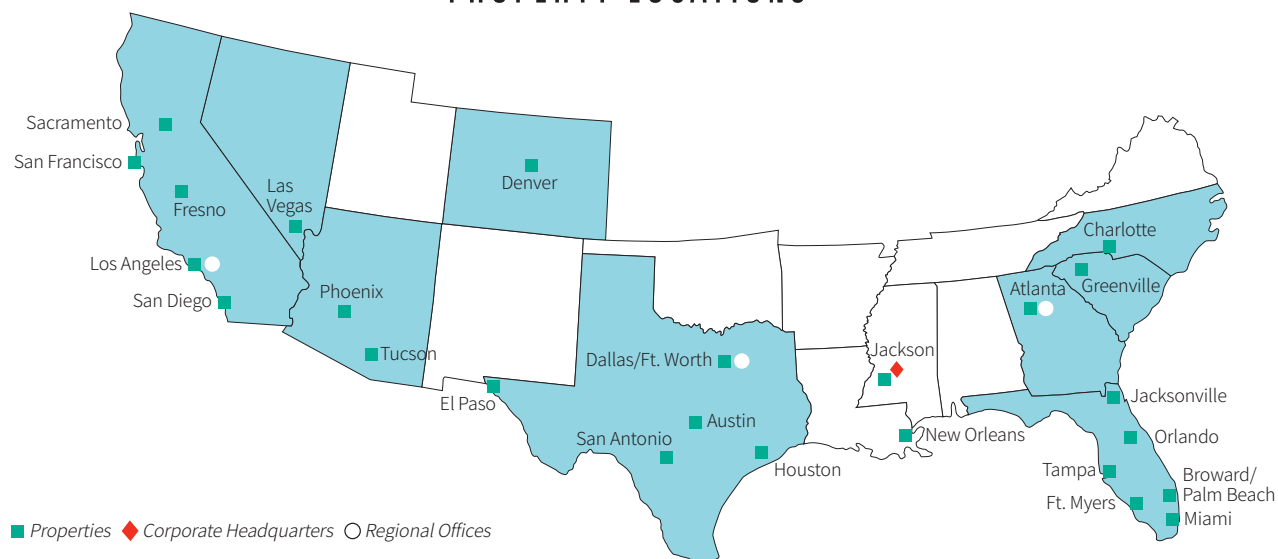 PROPERTY LOCATIONS
Sacramento
San Francisco
Fresno
Las
Vegas
Los Angeles
San Diego
Phoenix
Tucson
Denver
El Paso
Dallas/Ft. Worth
Austin
San Antonio
Houston
Jackson
New Orleans
Charlotte
Greenville
Atlanta
Jacksonville
Orlando
Tampa
Broward/
Palm Beach
Ft. Myers
Miami
Properties Corporate Headquarters Regional Offices